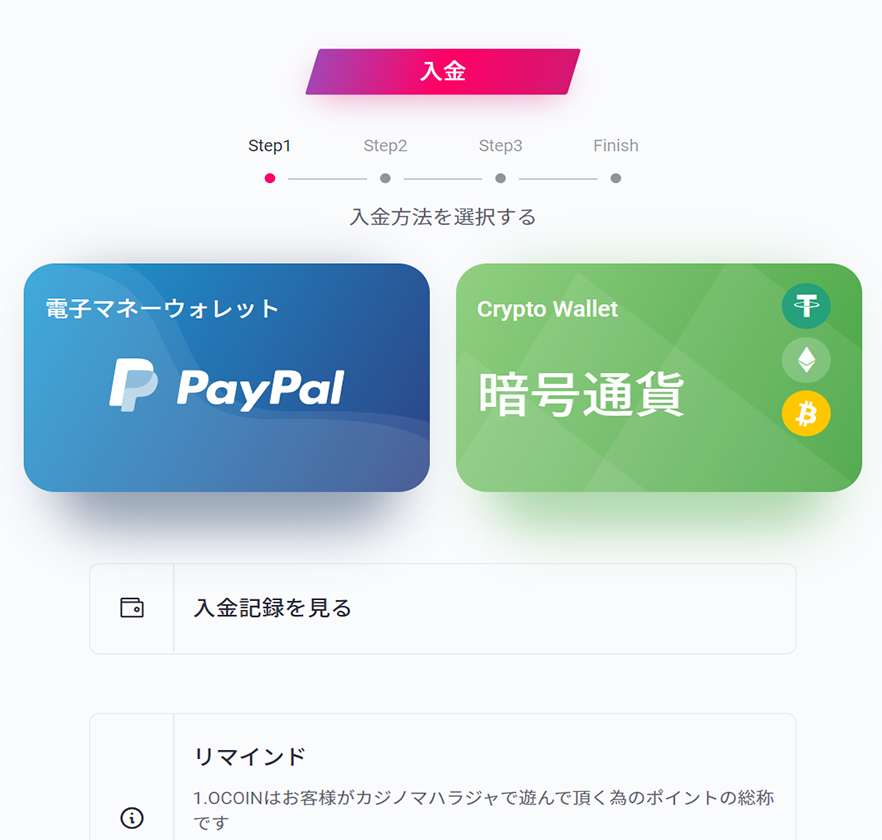 入金
Step1 Step2 Step3 Finish
入金方法を選択する
電子マネーウォレット
PayPal
Crypto Wallet
暗号通貨
入金記録を見る
リマインド
1.OCOINはお客様がカジノマハラジャで遊んで頂く為のポイントの総称
です